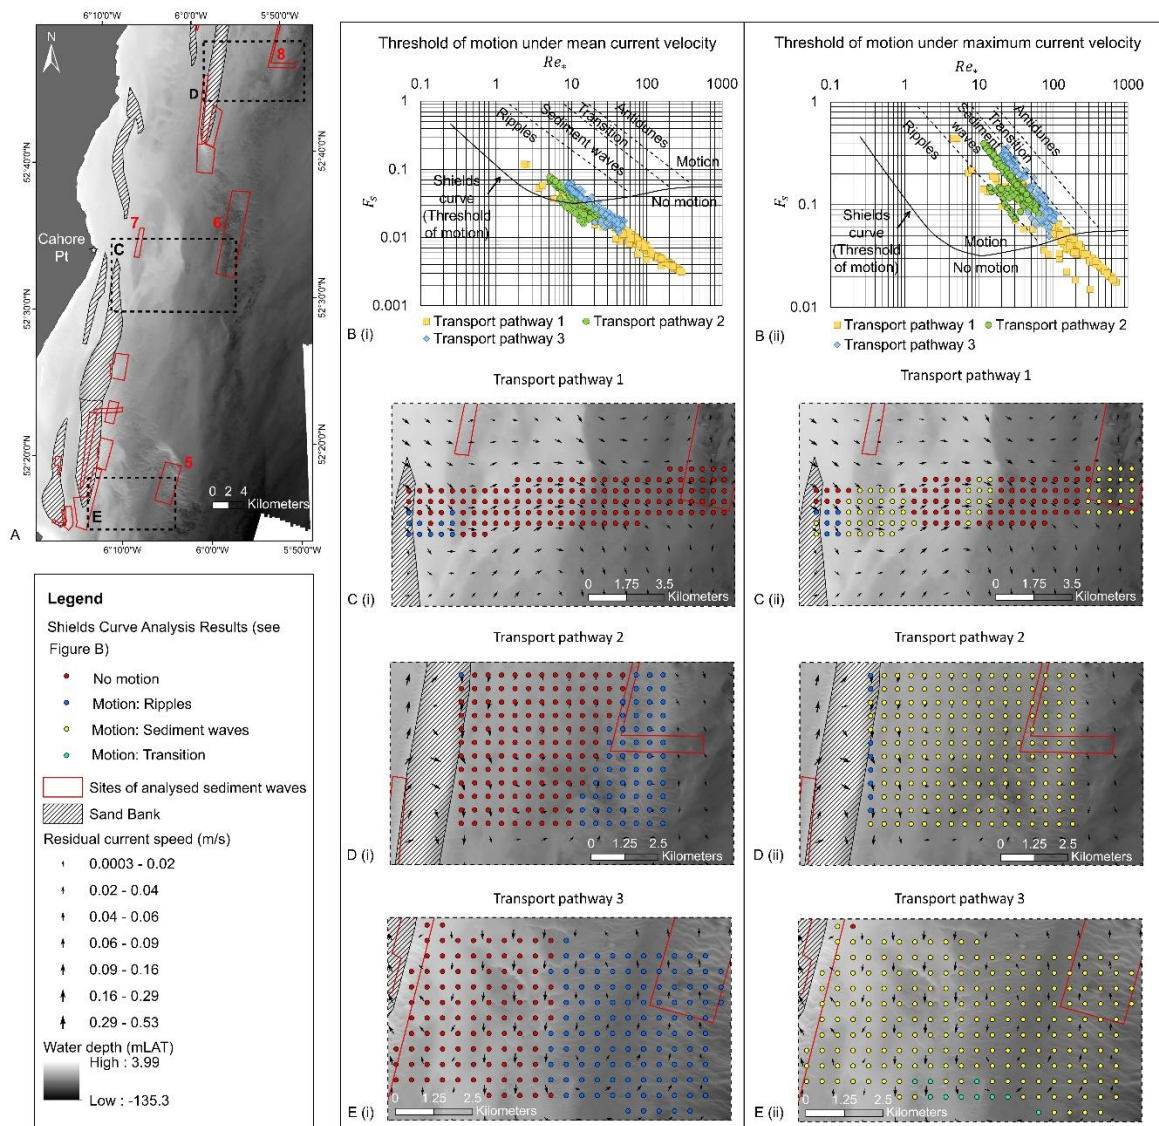 6°10'0"W 6°0'0"W 5°50'0"W
N
8
D
52°40'0"N
7
6
Cahore
Pt
C
52°30'0"N
52°20'0"N
5
0 2 4
Kilometers
E
A
6°10'0"W 6°0'0"W 5°50'0"W
Legend
Shields Curve Analysis Results (see
Figure B)
No motion
Motion: Ripples
Motion: Sediment waves
Motion: Transition
Sites of analysed sediment waves
Sand Bank
Residual current speed (m/s)
0.0003 - 0.02
0.02 - 0.04
0.04 - 0.06
0.06 - 0.09
0.09 - 0.16
0.16 - 0.29
0.29 - 0.53
Water depth (mLAT)
High : 3.99
Low : -135.3
Threshold of motion under mean current velocity
Re*
0.1 1 10 100 1000
1
0.1
0.01
0.001
Fs
Ripples
Sediment waves
Transition
Antidunes
Motion
No motion
Shields
curve
(Threshold
of motion)
B (i)
Transport pathway 1 Transport pathway 2
Transport pathway 3
Threshold of motion under maximum current velocity
Re*
0.1 1 10 100 1000
1
0.1
0.01
Fs
Ripples
Sediment
waves
Transition
Antidunes
Shields
curve
(Threshold
of motion)
Motion
No motion
B (ii)
Transport pathway 1 Transport pathway 2
Transport pathway 3
Transport pathway 1
0 1.75 3.5
Kilometers
C (i)
Transport pathway 1
0 1.75 3.5
Kilometers
C (ii)
Transport pathway 2
0 1.25 2.5
Kilometers
D (i)
Transport pathway 2
0 1.25 2.5
Kilometers
D (ii)
Transport pathway 3
0 1.25 2.5
Kilometers
E (i)
Transport pathway 3
0 1.25 2.5
Kilometers
E (ii)